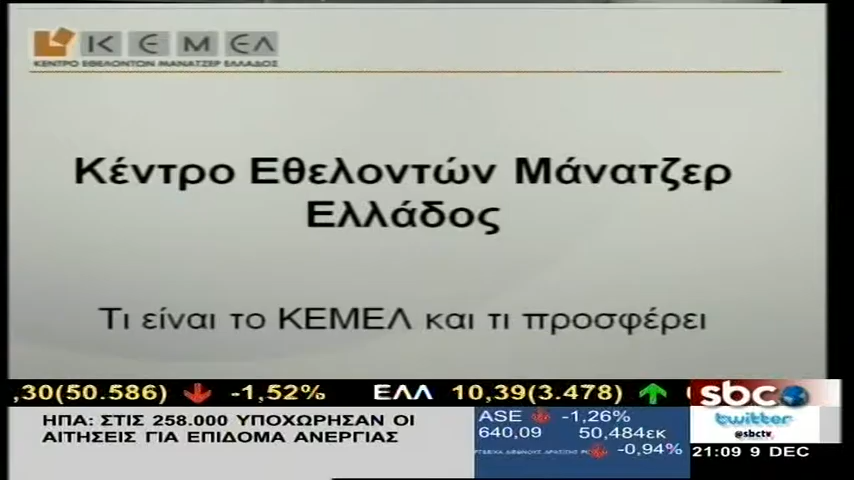 ΚΕΜΕΛ
ΚΕΝΤΡΟ ΕΘΕΛΟΝΤΩΝ ΜΑΝΑΤΖΕΡ ΕΛΛΑΔΟΣ
Κέντρο Εθελοντών Μάνατζερ
Ελλάδος
Τι είναι το ΚΕΜΕΛ και τι προσφέρει
,30(50.586) -1,52% ΕΛΛ 10,39(3.478)
sbc
ΗΠΑ: ΣΤΙΣ 258.000 ΥΠΟΧΩΡΗΣΑΝ ΟΙ
ΑΙΤΗΣΕΙΣ ΓΙΑ ΕΠΙΔΟΜΑ ΑΝΕΡΓΙΑΣ
ASE -1,26%
640,09 50,484εκ
-0,94%
twitter
@sbctv
21:09 9 DEC